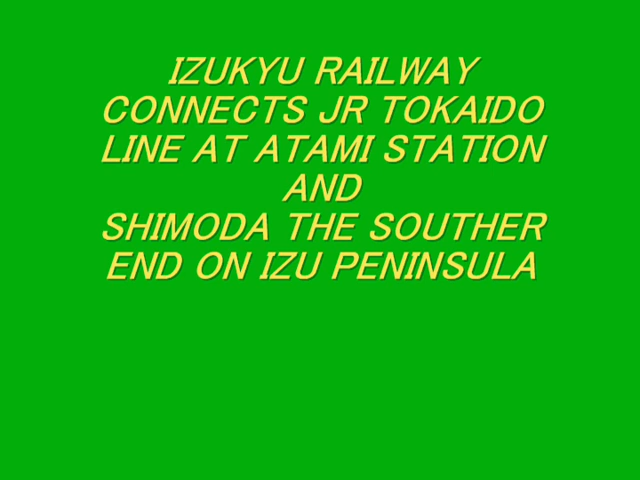 IZUKYU RAILWAY
CONNECTS JR TOKAIDO
LINE AT ATAMI STATION
AND
SHIMODA THE SOUTHER
END ON IZU PENINSULA